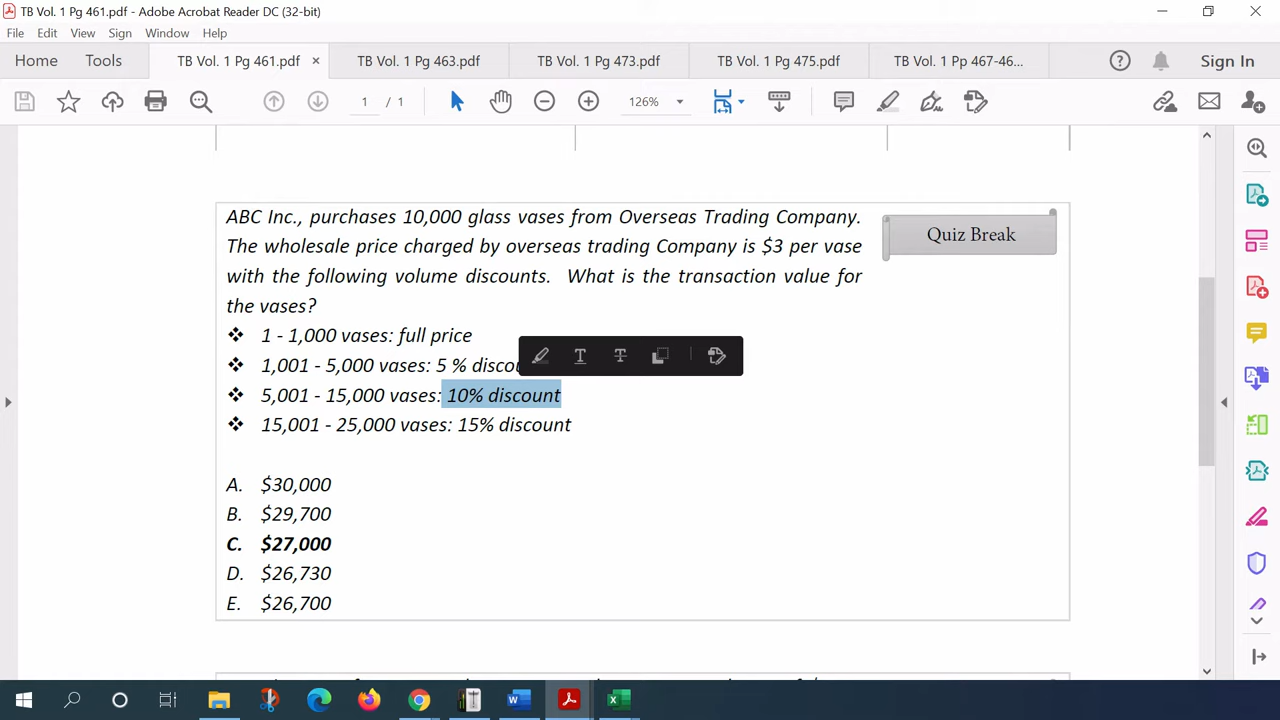 TB Vol. 1 Pg 461.pdf - Adobe Acrobat Reader DC (32-bit)
File Edit View Sign Window Help
Home Tools TB Vol. 1 Pg 461.pdf × TB Vol. 1 Pg 463.pdf TB Vol. 1 Pg 473.pdf TB Vol. 1 Pg 475.pdf TB Vol. 1 Pp 467-46... Sign In
1 / 1 126%
ABC Inc., purchases 10,000 glass vases from Overseas Trading Company.
Quiz Break
The wholesale price charged by overseas trading Company is $3 per vase
with the following volume discounts. What is the transaction value for
the vases?
❖ 1 - 1,000 vases: full price
❖ 1,001 - 5,000 vases: 5 %
❖ 5,001 - 15,000 vases: 10% discount
❖ 15,001 - 25,000 vases: 15% discount
A. $30,000
B. $29,700
C. $27,000
D. $26,730
E. $26,700